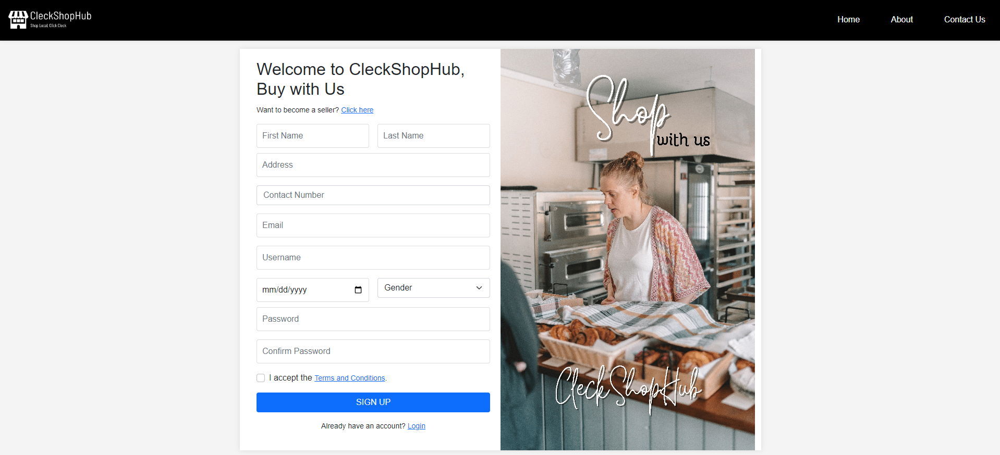 CleckShopHub
Shop Local, Click Cleck
Home About Contact Us
Welcome to CleckShopHub,
Buy with Us
Want to become a seller? Click here
First Name Last Name
Address
Contact Number
Email
Username
mm/dd/yyyy Gender
Password
Confirm Password
I accept the Terms and Conditions.
SIGN UP
Already have an account? Login
Shop
with us
CleckShopHub